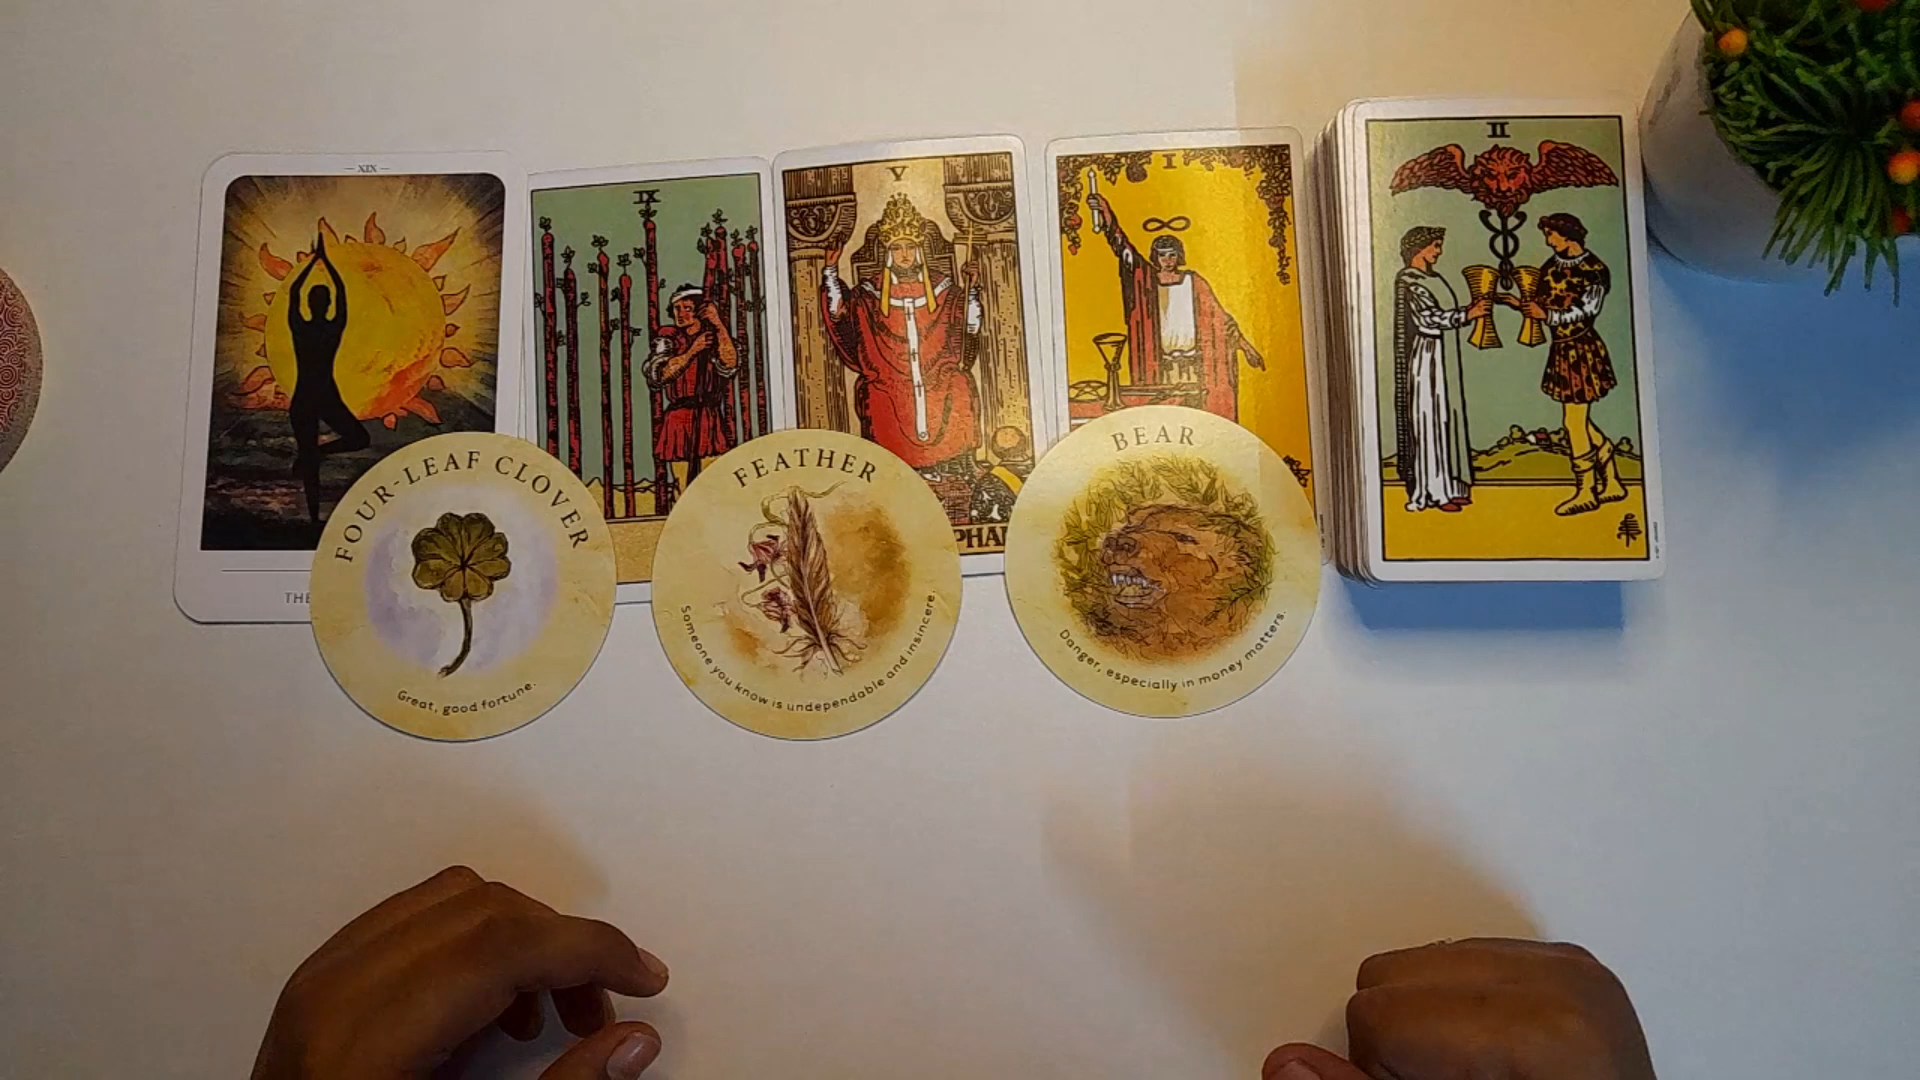 — XIX —
IX
V
I
II
THE
PHA
FOUR-LEAF CLOVER
Great, good fortune.
FEATHER
Someone you know is undependable and insincere.
BEAR
Danger, especially in money matters.